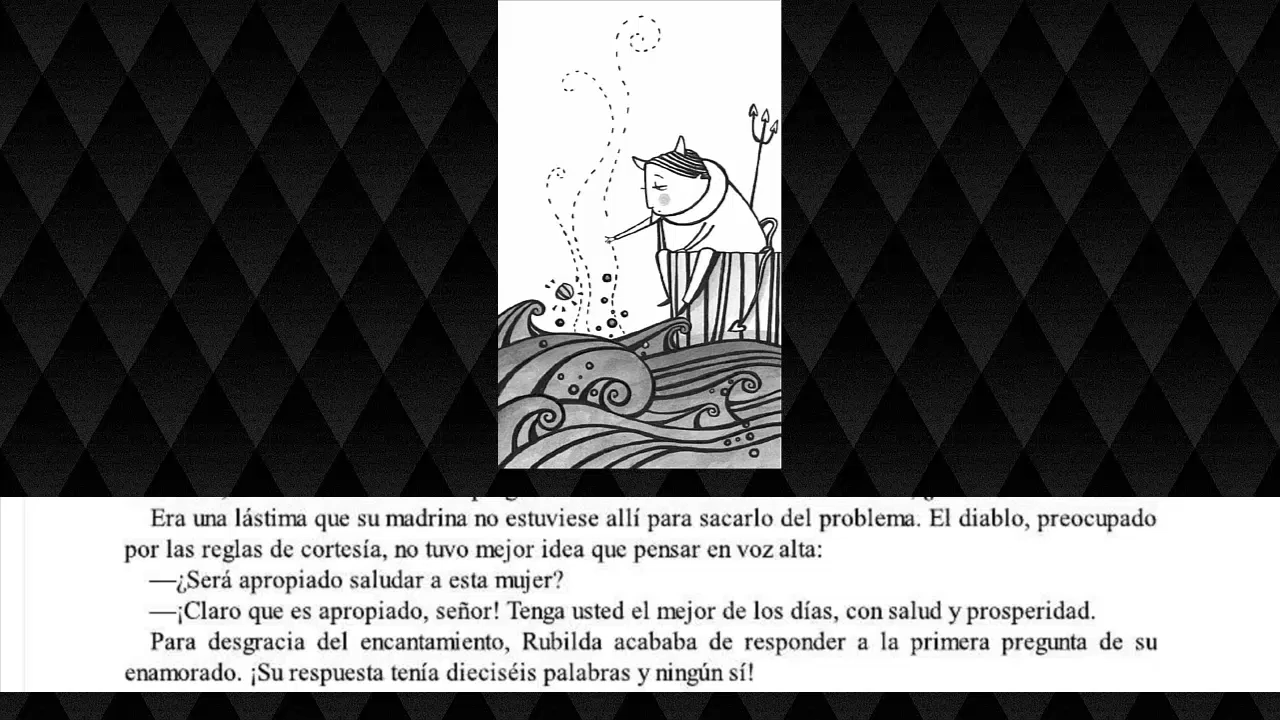 Era una lástima que su madrina no estuviese allí para sacarlo del problema. El diablo, preocupado
por las reglas de cortesía, no tuvo mejor idea que pensar en voz alta:
—¿Será apropiado saludar a esta mujer?
—¡Claro que es apropiado, señor! Tenga usted el mejor de los días, con salud y prosperidad.
Para desgracia del encantamiento, Rubilda acababa de responder a la primera pregunta de su
enamorado. ¡Su respuesta tenía dieciséis palabras y ningún sí!